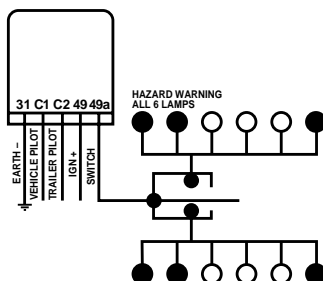 31 C1 C2 49 49a
EARTH –
VEHICLE PILOT
TRAILER PILOT
IGN +
SWITCH
HAZARD WARNING
ALL 6 LAMPS